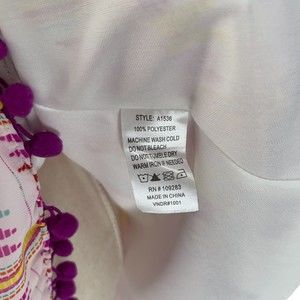 STYLE: A1536
100% POLYESTER
MACHINE WASH COLD
DO NOT BLEACH
DO NOT TUMBLE DRY
WARM IRON IF NEEDED
RN # 109283
MADE IN CHINA
VNDR#1001